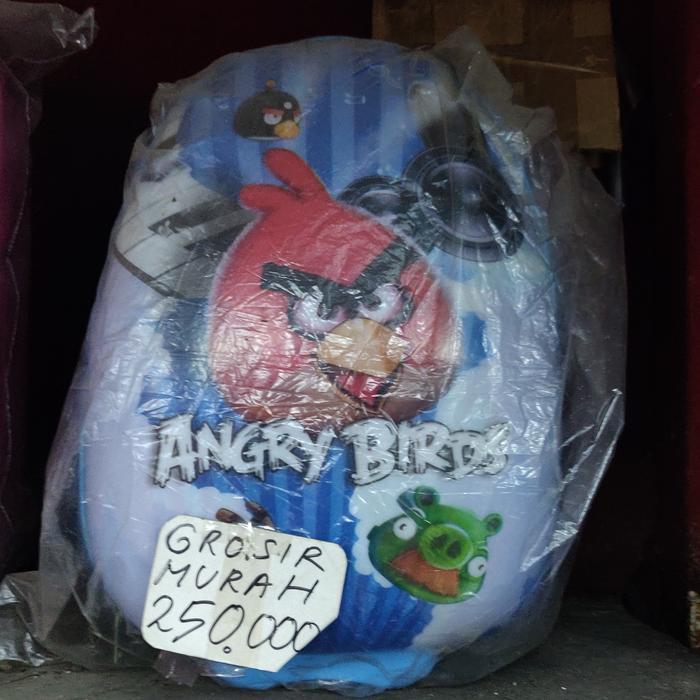 ANGRY BIRDS
GROSIR
MURAH
250.000